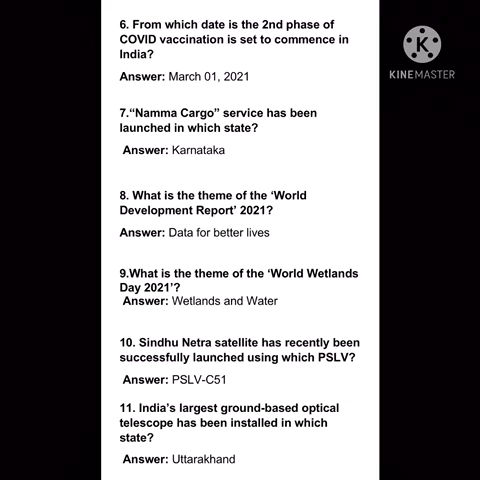 6. From which date is the 2nd phase of
COVID vaccination is set to commence in
India?
Answer: March 01, 2021
7.“Namma Cargo” service has been
launched in which state?
Answer: Karnataka
8. What is the theme of the ‘World
Development Report’ 2021?
Answer: Data for better lives
9.What is the theme of the ‘World Wetlands
Day 2021’?
Answer: Wetlands and Water
10. Sindhu Netra satellite has recently been
successfully launched using which PSLV?
Answer: PSLV-C51
11. India’s largest ground-based optical
telescope has been installed in which
state?
Answer: Uttarakhand
K
KINEMASTER